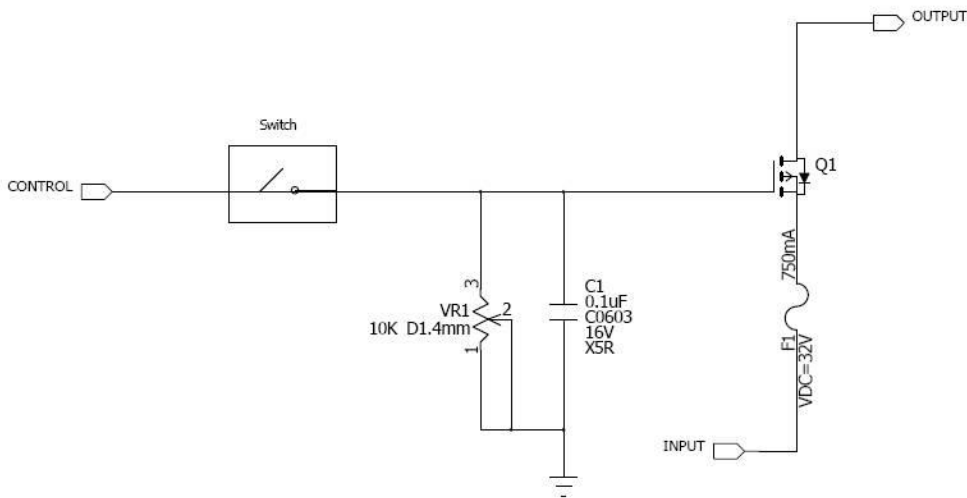 OUTPUT
Switch
CONTROL
Q1
750mA
3
VR1
2
10K D1.4mm
1
C1
0.1uF
C0603
16V
X5R
F1
VDC=32V
INPUT